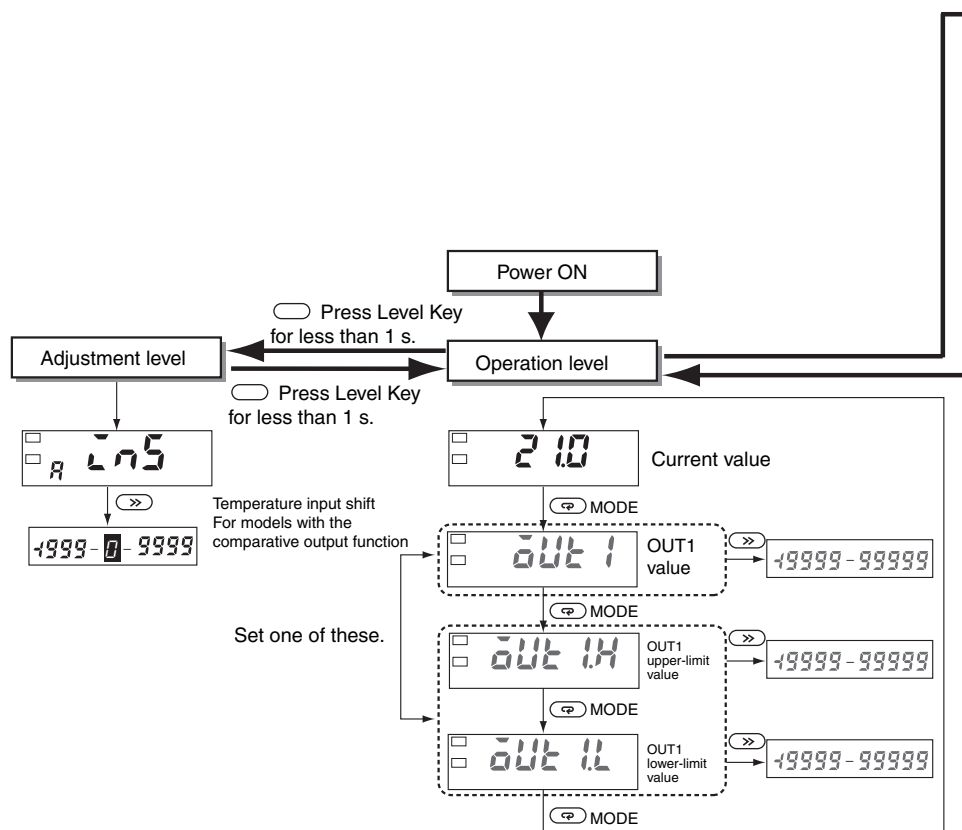 Power ON
Press Level Key
for less than 1 s.
Adjustment level
Operation level
Press Level Key
for less than 1 s.
A inS
21.0
Current value
Temperature input shift
For models with the
comparative output function
MODE
-1999-0-9999
oUt 1
OUT1
value
-19999-99999
MODE
Set one of these.
oUt 1.H
OUT1
upper-limit
value
-19999-99999
MODE
oUt 1.L
OUT1
lower-limit
value
-19999-99999
MODE